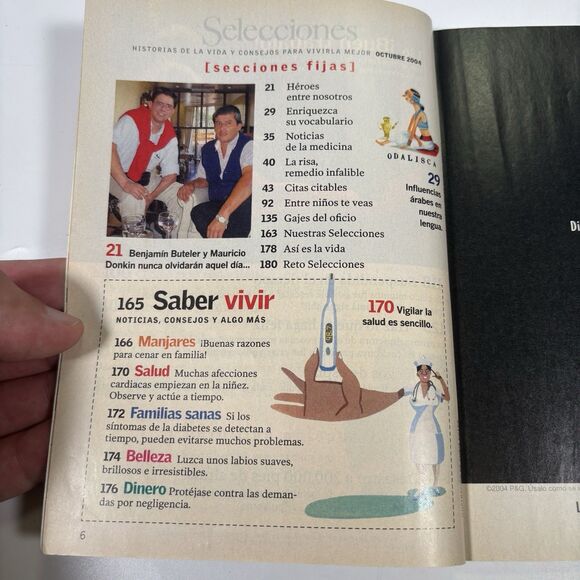 Selecciones
HISTORIAS DE LA VIDA Y CONSEJOS PARA VIVIRLA MEJOR OCTUBRE 2004
[secciones fijas]
21 Héroes
entre nosotros
29 Enriquezca
su vocabulario
35 Noticias
de la medicina
40 La risa,
remedio infalible
43 Citas citables
92 Entre niños te veas
135 Gajes del oficio
163 Nuestras Selecciones
178 Así es la vida
180 Reto Selecciones
ODALISCA
29
Influencias
árabes en
nuestra
lengua.
21 Benjamín Buteler y Mauricio
Donkin nunca olvidarán aquel día...
165 Saber vivir
NOTICIAS, CONSEJOS Y ALGO MÁS
170 Vigilar la
salud es sencillo.
166 Manjares ¡Buenas razones
para cenar en familia!
170 Salud Muchas afecciones
cardiacas empiezan en la niñez.
Observe y actúe a tiempo.
172 Familias sanas Si los
síntomas de la diabetes se detectan a
tiempo, pueden evitarse muchos problemas.
174 Belleza Luzca unos labios suaves,
brillosos e irresistibles.
176 Dinero Protéjase contra las deman-
das por negligencia.
6
Di
©2004 P&G. Úsalo como se